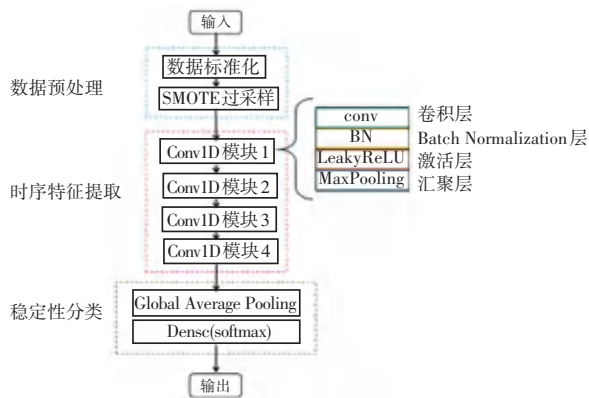 输入
数据预处理
数据标准化
SMOTE过采样
时序特征提取
Conv1D模块1
Conv1D模块2
Conv1D模块3
Conv1D模块4
conv 卷积层
BN Batch Normalization层
LeakyReLU 激活层
MaxPooling 汇聚层
稳定性分类
Global Average Pooling
Densc(softmax)
输出